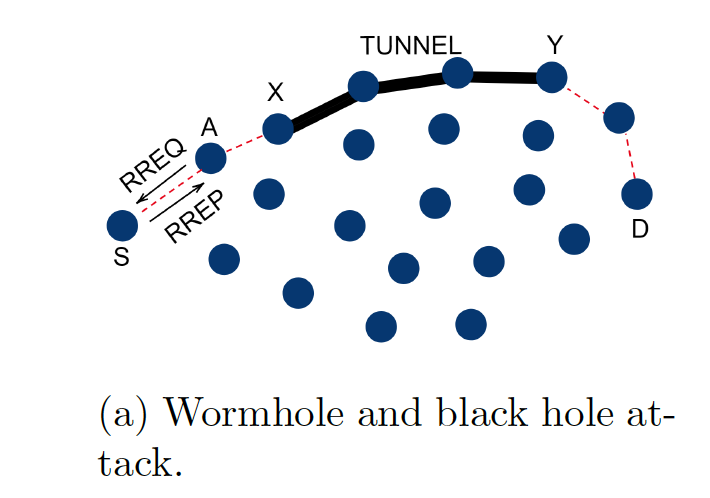 TUNNEL
Y
X
A
RREQ
RREP
S
D
(a) Wormhole and black hole at-
tack.